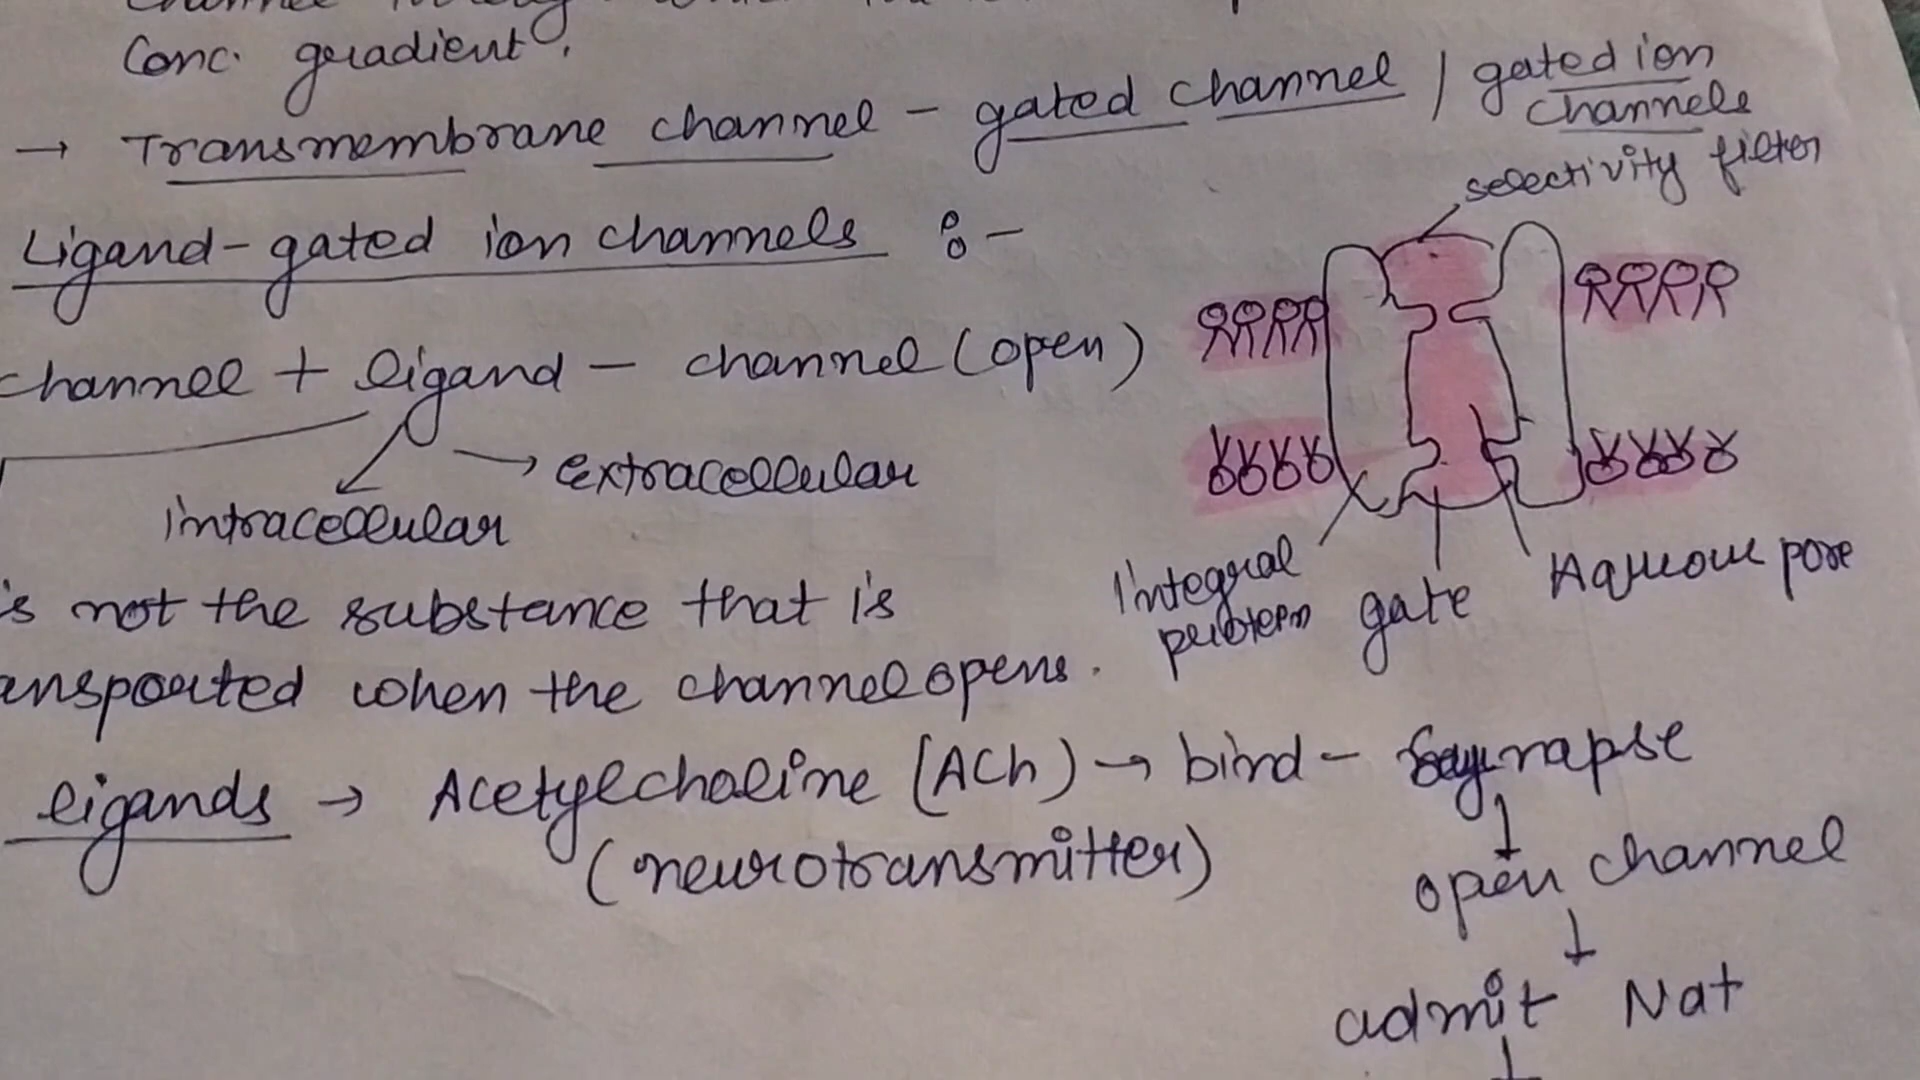 Conc. gradient.
→ Transmembrane channel - gated channel / gated ion
channels
selectivity filter
Ligand-gated ion channels :-
channel + ligand - channel (open)
→ extracellular
intracellular
is not the substance that is
Integral
protein
gate
Aqueous pore
ansported when the channel opens.
ligands → Acetylcholine (ACh) → bind - synapse
(neurotransmitter)
open channel
admit Na+